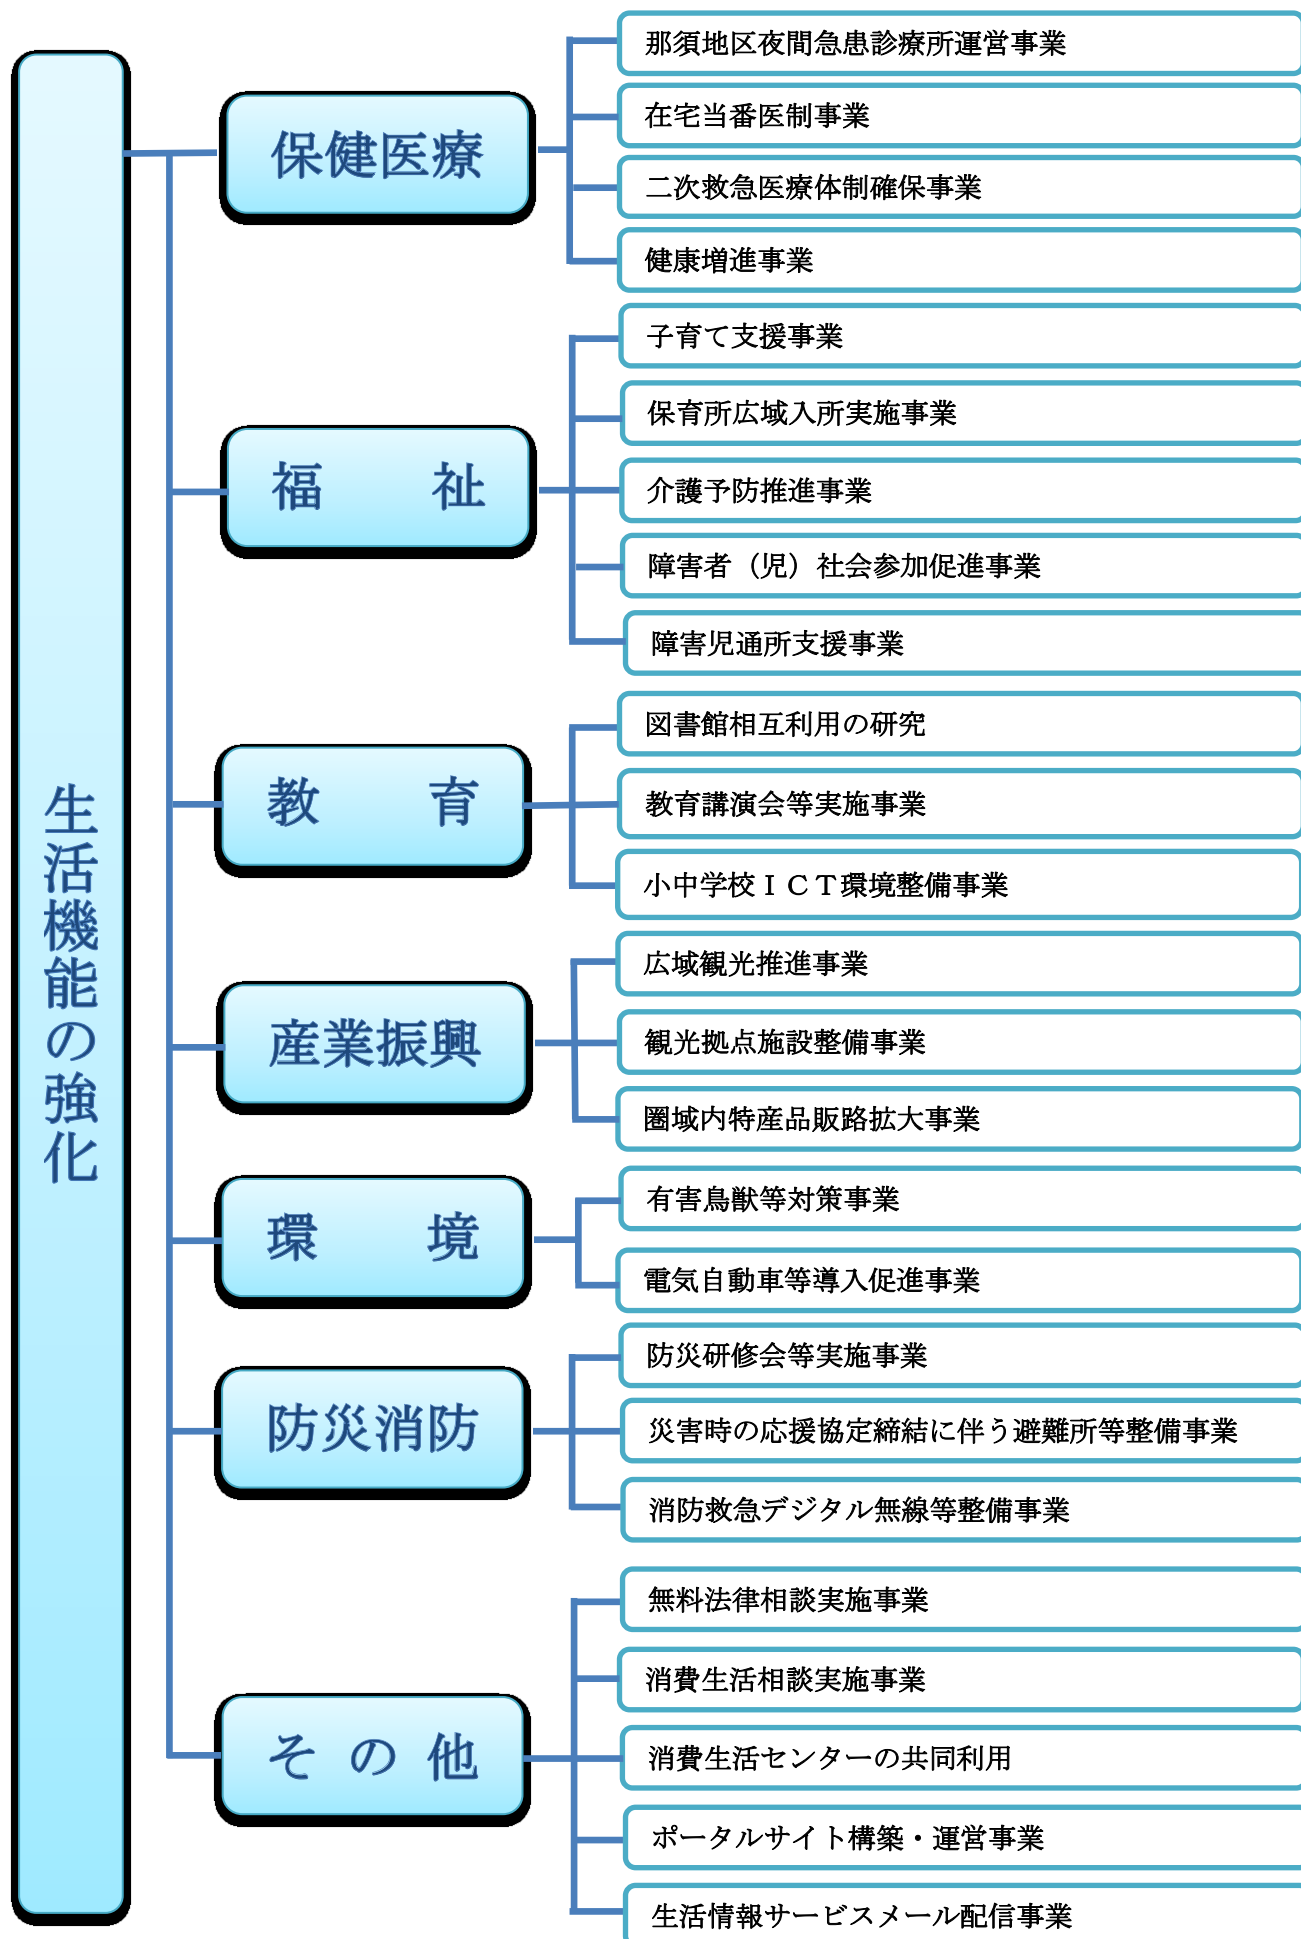 生活機能の強化
保健医療
那須地区夜間急患診療所運営事業
在宅当番医制事業
二次救急医療体制確保事業
健康増進事業
福　　祉
子育て支援事業
保育所広域入所実施事業
介護予防推進事業
障害者（児）社会参加促進事業
障害児通所支援事業
教　　育
図書館相互利用の研究
教育講演会等実施事業
小中学校ＩＣＴ環境整備事業
産業振興
広域観光推進事業
観光拠点施設整備事業
圏域内特産品販路拡大事業
環　　境
有害鳥獣等対策事業
電気自動車等導入促進事業
防災消防
防災研修会等実施事業
災害時の応援協定締結に伴う避難所等整備事業
消防救急デジタル無線等整備事業
そ の 他
無料法律相談実施事業
消費生活相談実施事業
消費生活センターの共同利用
ポータルサイト構築・運営事業
生活情報サービスメール配信事業